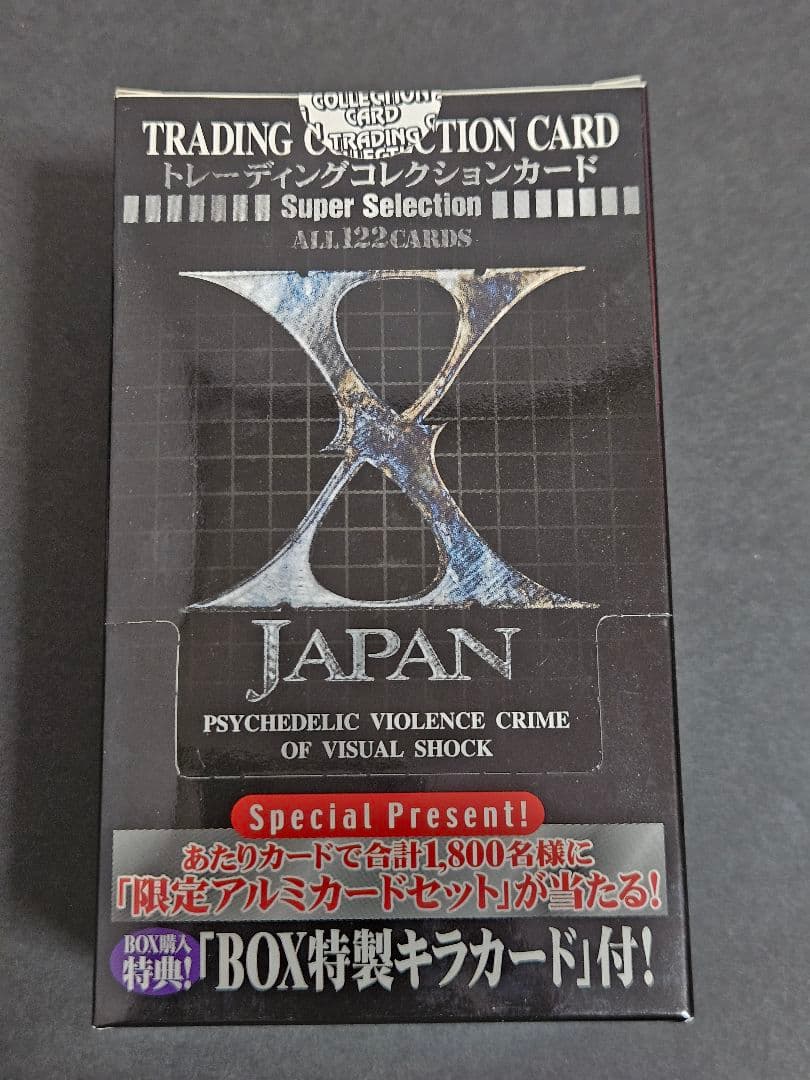 COLLECTION
CARD
TRADING
TRADING C CTION CARD
トレーディングコレクションカード
Super Selection
ALL 122 CARDS
X
JAPAN
PSYCHEDELIC VIOLENCE CRIME
OF VISUAL SHOCK
Special Present!
あたりカードで合計1,800名様に
「限定アルミカードセット」が当たる!
BOX購入
特典!
「BOX特製キラカード」付!